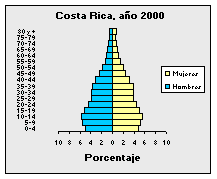 Costa Rica, año 2000
80 y +
75-79
70-74
65-69
60-64
55-59
50-54
45-49
40-44
35-39
30-34
25-29
20-24
15-19
10-14
5-9
0-4
Mujeres
Hombres
10 8 6 4 2 0 2 4 6 8 10
Porcentaje